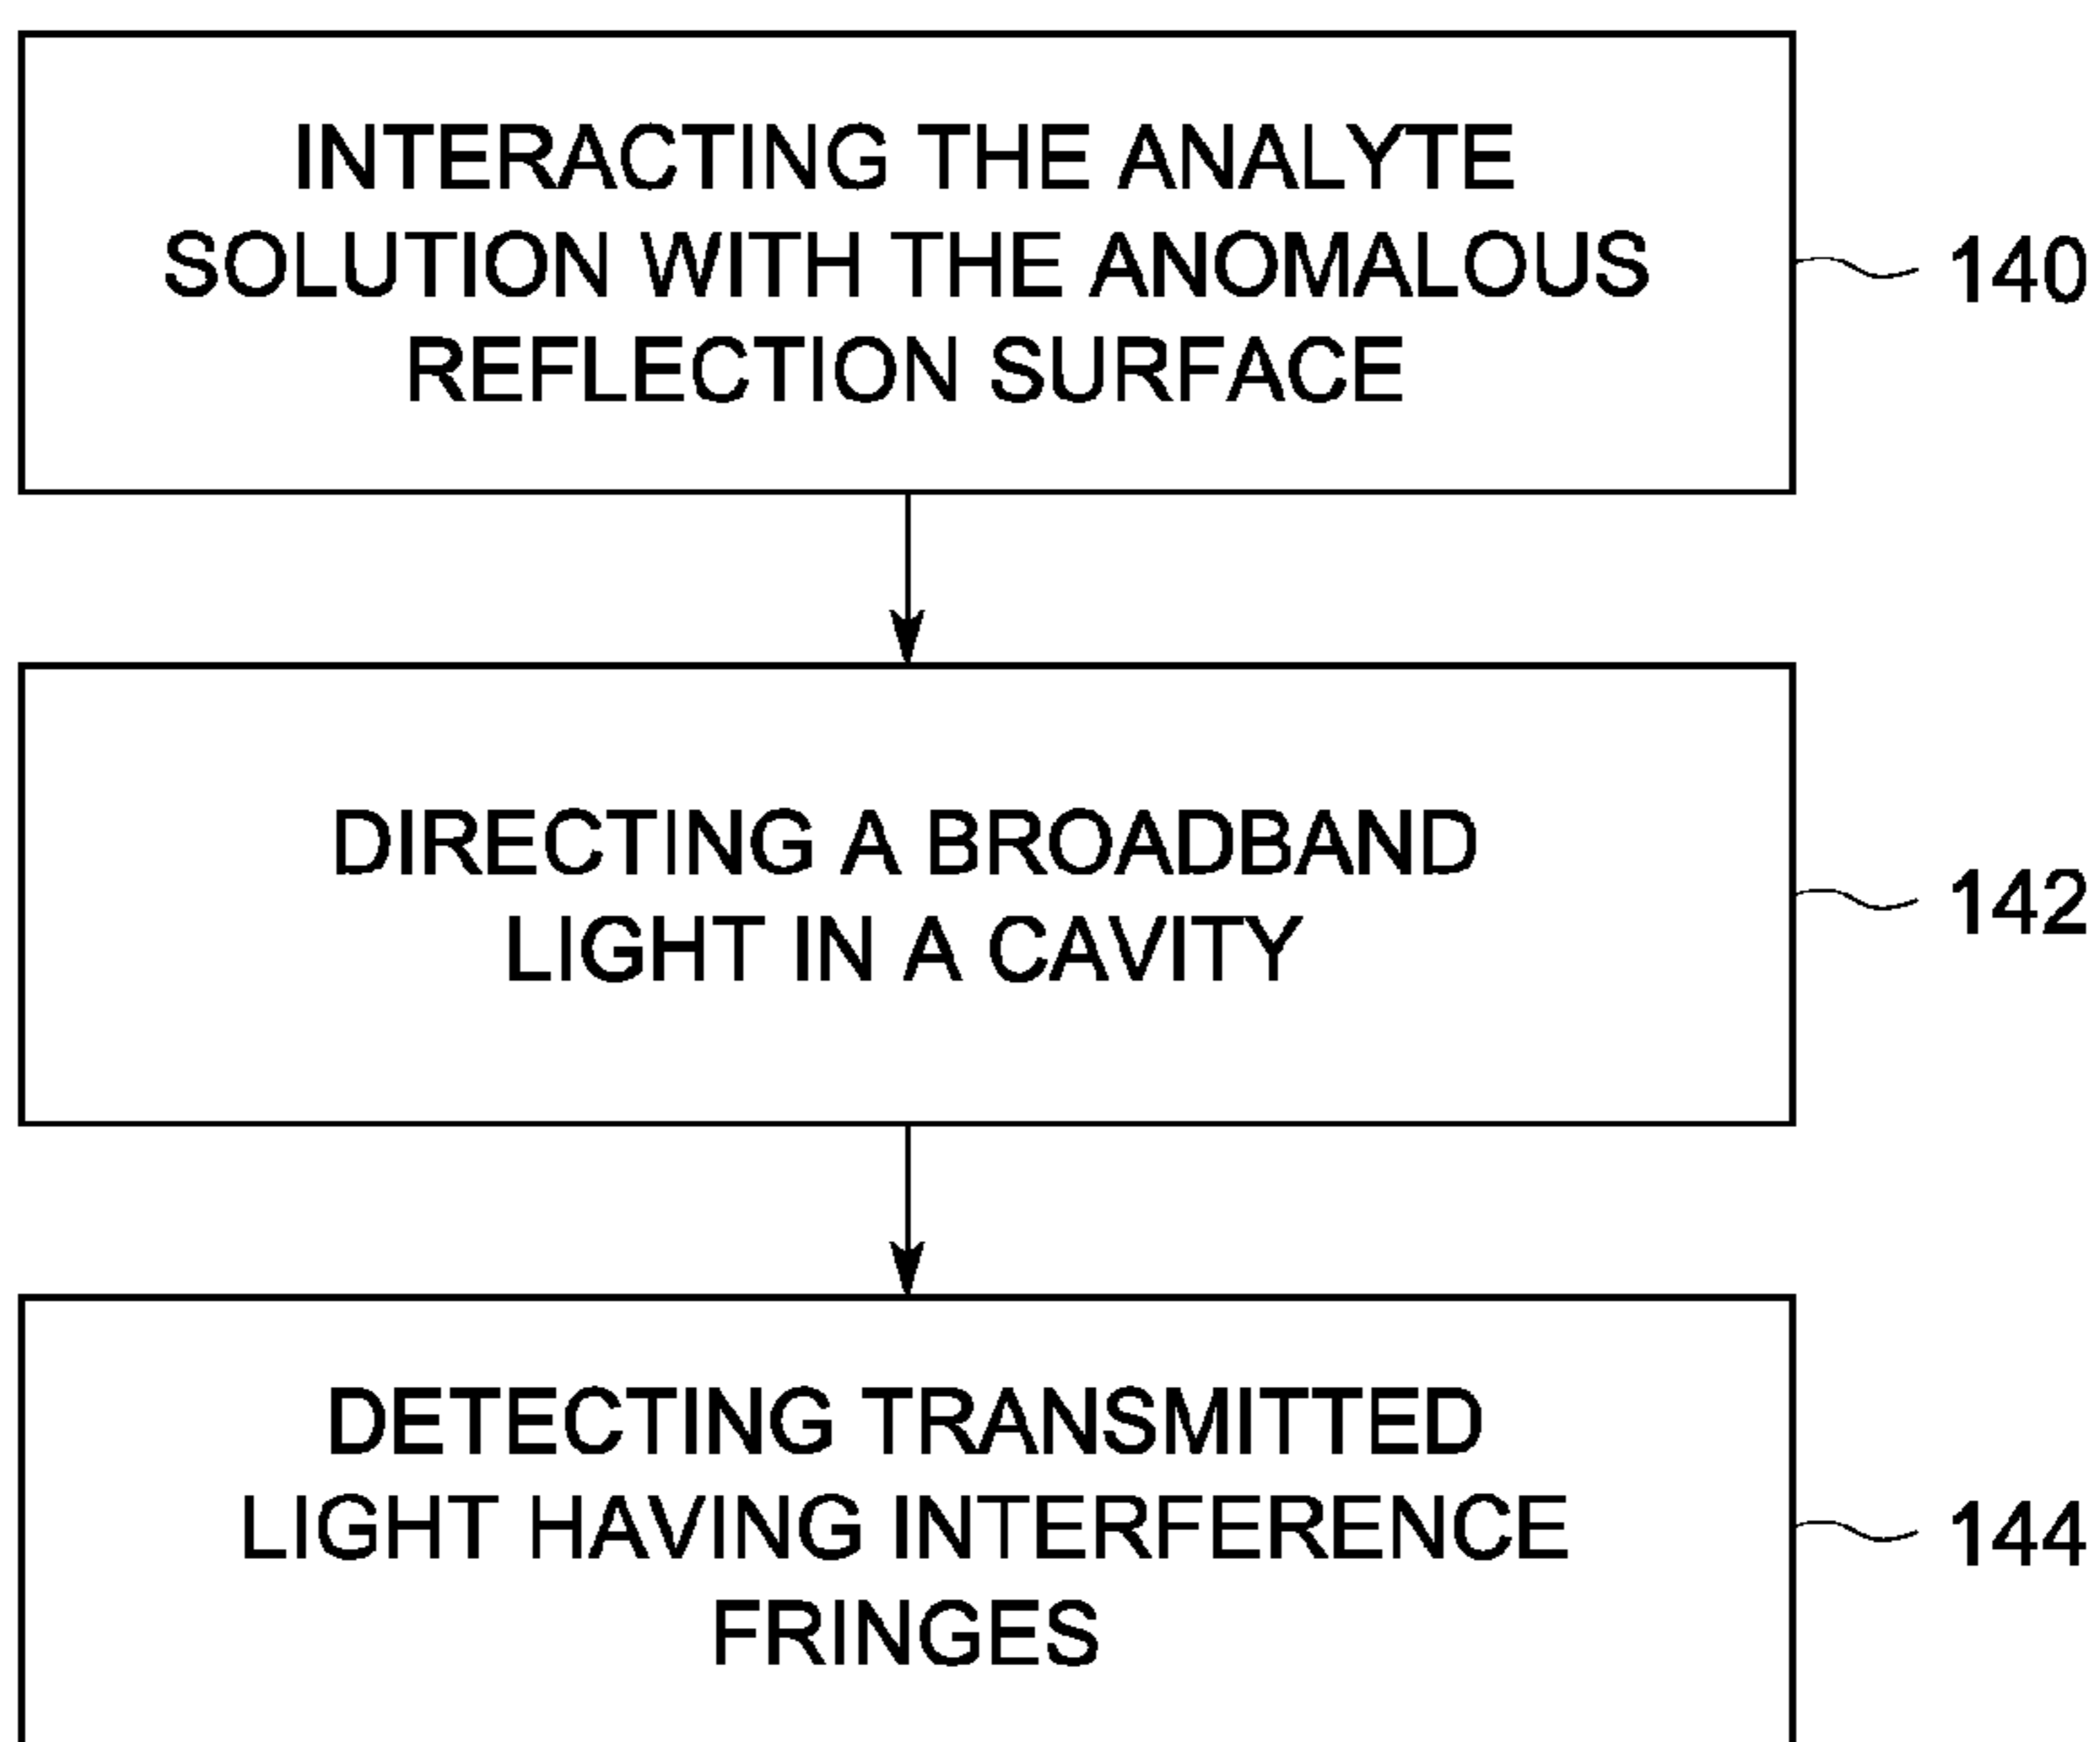 INTERACTING THE ANALYTE
SOLUTION WITH THE ANOMALOUS
REFLECTION SURFACE
140
DIRECTING A BROADBAND
LIGHT IN A CAVITY
142
DETECTING TRANSMITTED
LIGHT HAVING INTERFERENCE
FRINGES
144